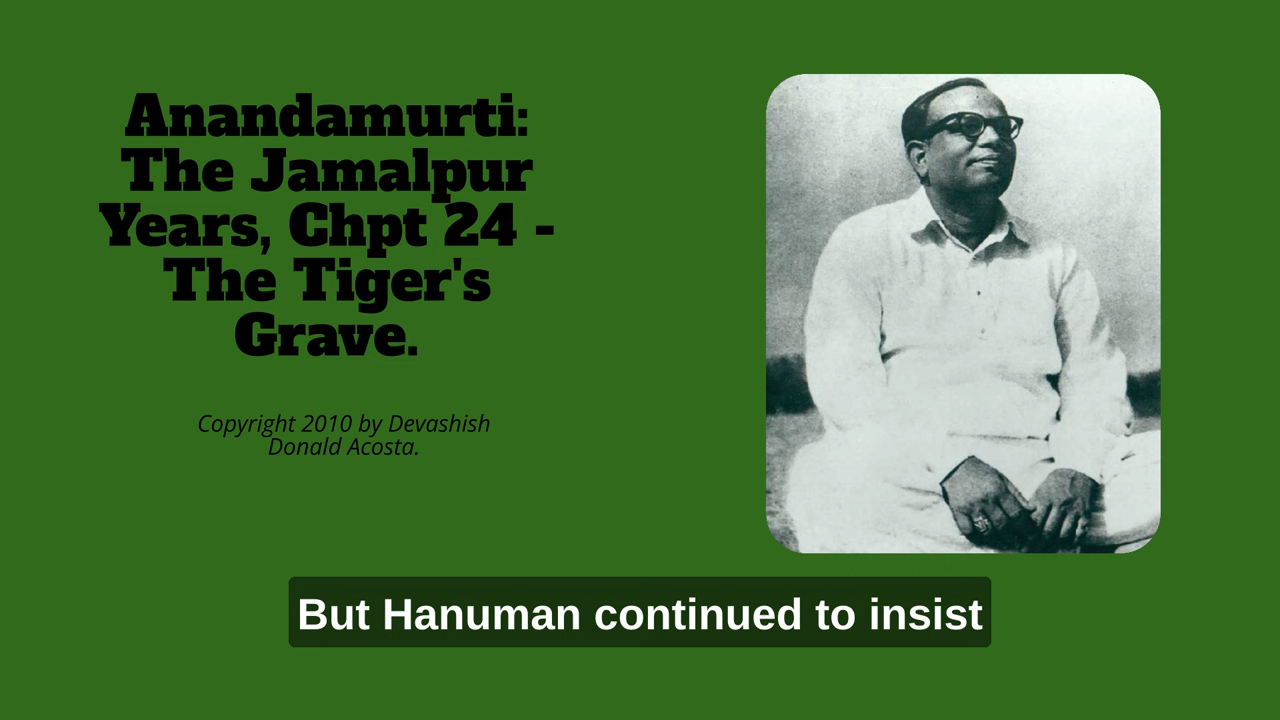 Anandamurti:
The Jamalpur
Years, Chpt 24 -
The Tiger's
Grave.
Copyright 2010 by Devashish
Donald Acosta.
But Hanuman continued to insist